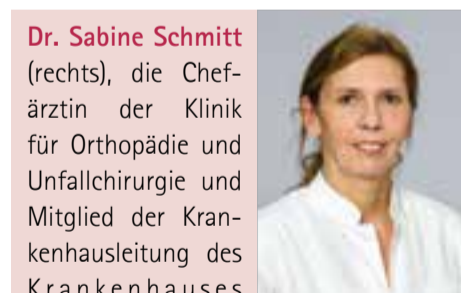 Dr. Sabine Schmitt
(rechts), die Chef-
ärztin der Klinik
für Orthopädie und
Unfallchirurgie und
Mitglied der Kran-
kenhausleitung des
Krankenhauses